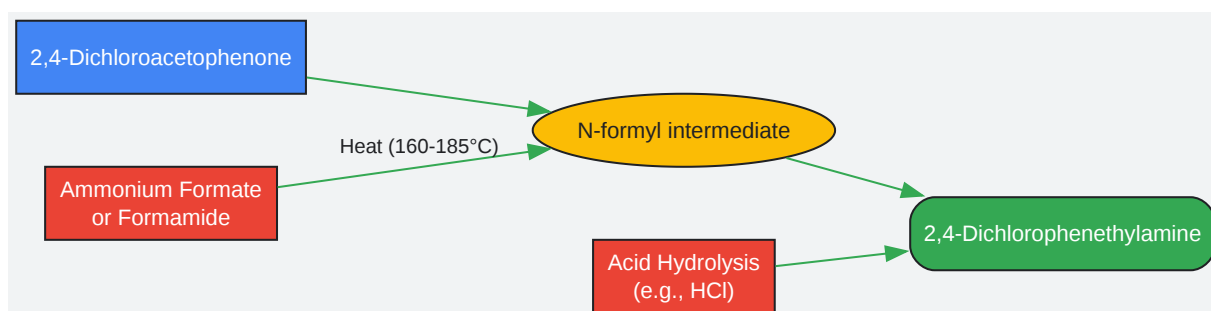 2,4-Dichloroacetophenone
N-formyl intermediate
Heat (160-185°C)
Ammonium Formate
or Formamide
2,4-Dichlorophenethylamine
Acid Hydrolysis
(e.g., HCl)